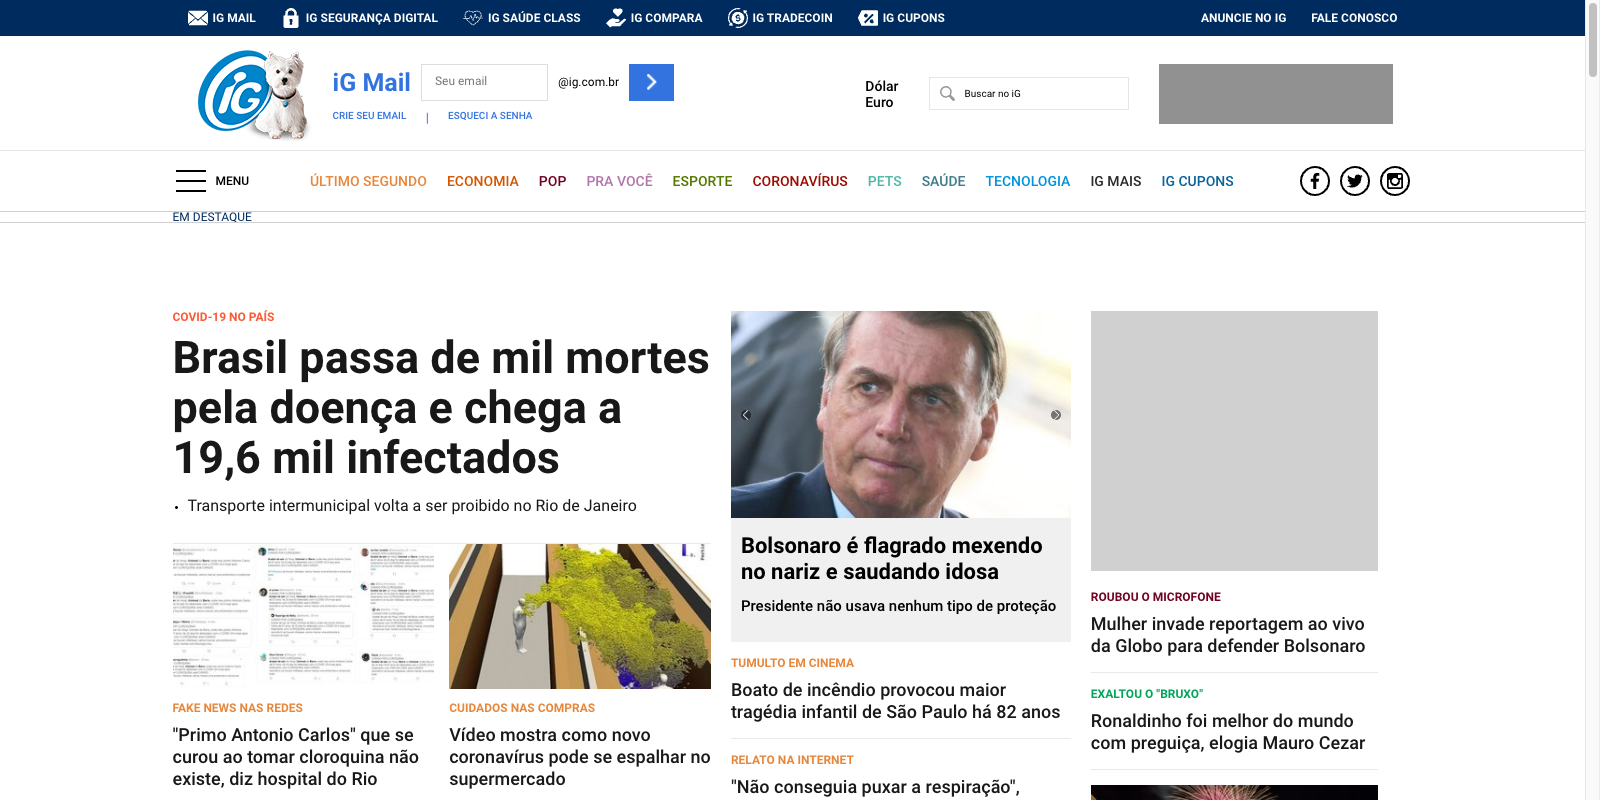 IG MAIL
IG SEGURANÇA DIGITAL
IG SAÚDE CLASS
IG COMPARA
IG TRADECOIN
IG CUPONS
ANUNCIE NO IG
FALE CONOSCO
iG
iG Mail
Seu email
@ig.com.br
CRIE SEU EMAIL
|
ESQUECI A SENHA
Dólar
Euro
Buscar no iG
MENU
ÚLTIMO SEGUNDO
ECONOMIA
POP
PRA VOCÊ
ESPORTE
CORONAVÍRUS
PETS
SAÚDE
TECNOLOGIA
IG MAIS
IG CUPONS
EM DESTAQUE
COVID-19 NO PAÍS
Brasil passa de mil mortes
pela doença e chega a
19,6 mil infectados
• Transporte intermunicipal volta a ser proibido no Rio de Janeiro
FAKE NEWS NAS REDES
"Primo Antonio Carlos" que se
curou ao tomar cloroquina não
existe, diz hospital do Rio
CUIDADOS NAS COMPRAS
Vídeo mostra como novo
coronavírus pode se espalhar no
supermercado
Bolsonaro é flagrado mexendo
no nariz e saudando idosa
Presidente não usava nenhum tipo de proteção
TUMULTO EM CINEMA
Boato de incêndio provocou maior
tragédia infantil de São Paulo há 82 anos
RELATO NA INTERNET
"Não conseguia puxar a respiração",
ROUBOU O MICROFONE
Mulher invade reportagem ao vivo
da Globo para defender Bolsonaro
EXALTOU O "BRUXO"
Ronaldinho foi melhor do mundo
com preguiça, elogia Mauro Cezar